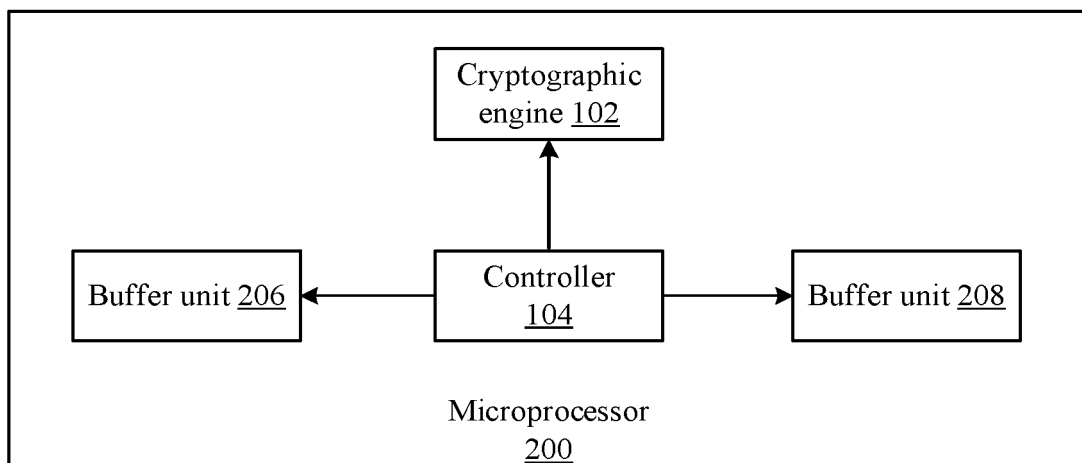 Cryptographic
engine 102
Buffer unit 206
Controller
104
Buffer unit 208
Microprocessor
200